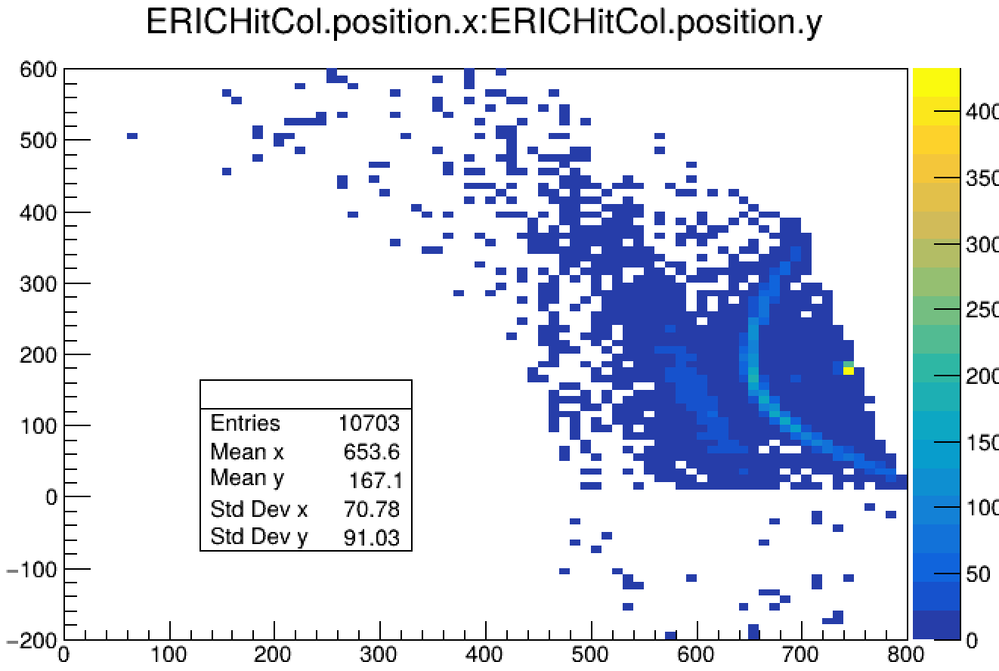 ERICHitCol.position.x:ERICHitCol.position.y
600
500
400
300
200
100
0
−100
−200
0 100 200 300 400 500 600 700 800
Entries 10703
Mean x 653.6
Mean y 167.1
Std Dev x 70.78
Std Dev y 91.03
400
350
300
250
200
150
100
50
0